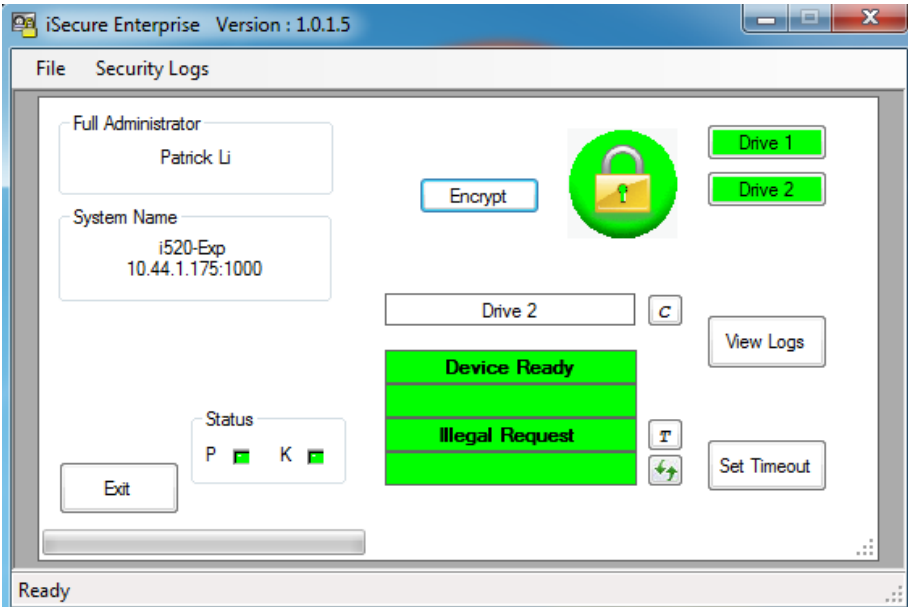 iSecure Enterprise Version : 1.0.1.5
File Security Logs
Full Administrator
Patrick Li
Encrypt
Drive 1
Drive 2
System Name
i520-Exp
10.44.1.175:1000
Drive 2
C
View Logs
Device Ready
Illegal Request
T
Status
P K
Set Timeout
Exit
Ready